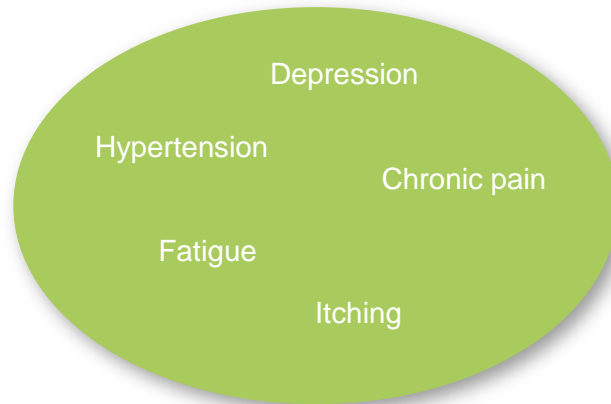 Depression
Hypertension
Chronic pain
Fatigue
Itching